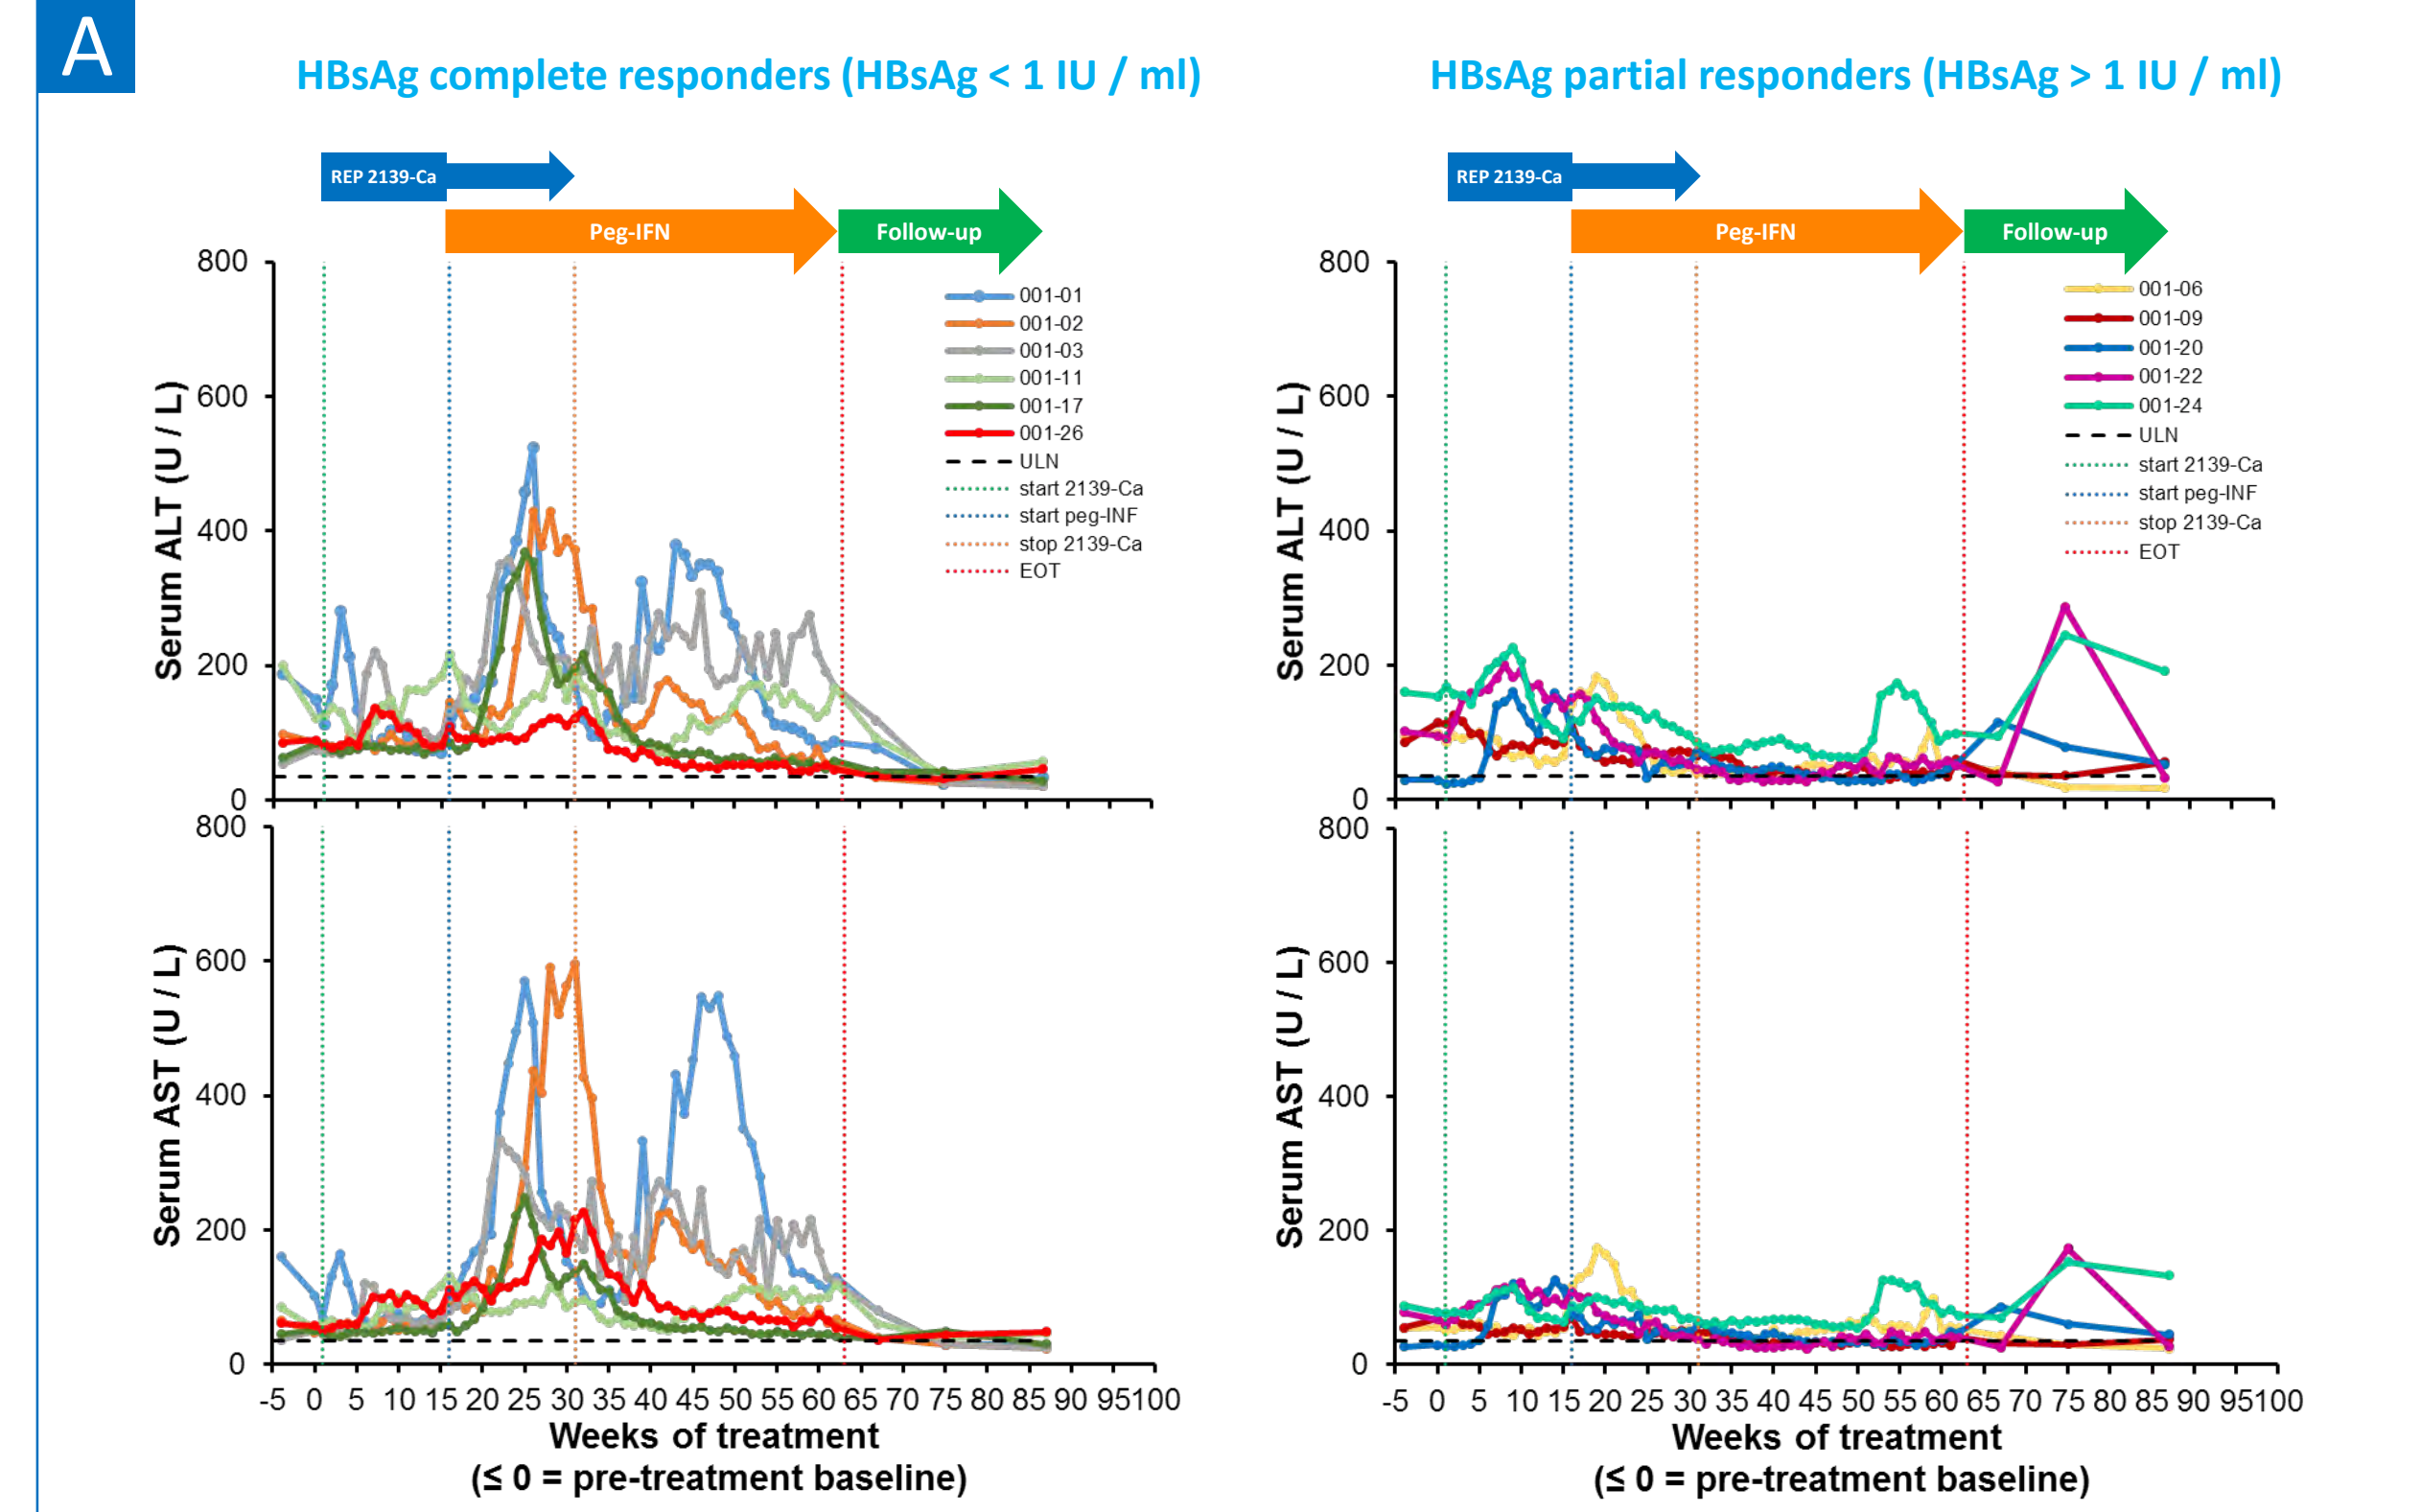 A
HBsAg complete responders (HBsAg < 1 IU / ml)
REP 2139-Ca
Peg-IFN
Follow-up
800
600
400
200
0
Serum ALT (U / L)
001-01
001-02
001-03
001-11
001-17
001-26
ULN
start 2139-Ca
start peg-INF
stop 2139-Ca
EOT
800
600
400
200
0
Serum AST (U / L)
-5 0 5 10 15 20 25 30 35 40 45 50 55 60 65 70 75 80 85 90 95 100
Weeks of treatment
(≤ 0 = pre-treatment baseline)
HBsAg partial responders (HBsAg > 1 IU / ml)
REP 2139-Ca
Peg-IFN
Follow-up
800
600
400
200
0
Serum ALT (U / L)
001-06
001-09
001-20
001-22
001-24
ULN
start 2139-Ca
start peg-INF
stop 2139-Ca
EOT
800
600
400
200
0
Serum AST (U / L)
-5 0 5 10 15 20 25 30 35 40 45 50 55 60 65 70 75 80 85 90 95 100
Weeks of treatment
(≤ 0 = pre-treatment baseline)